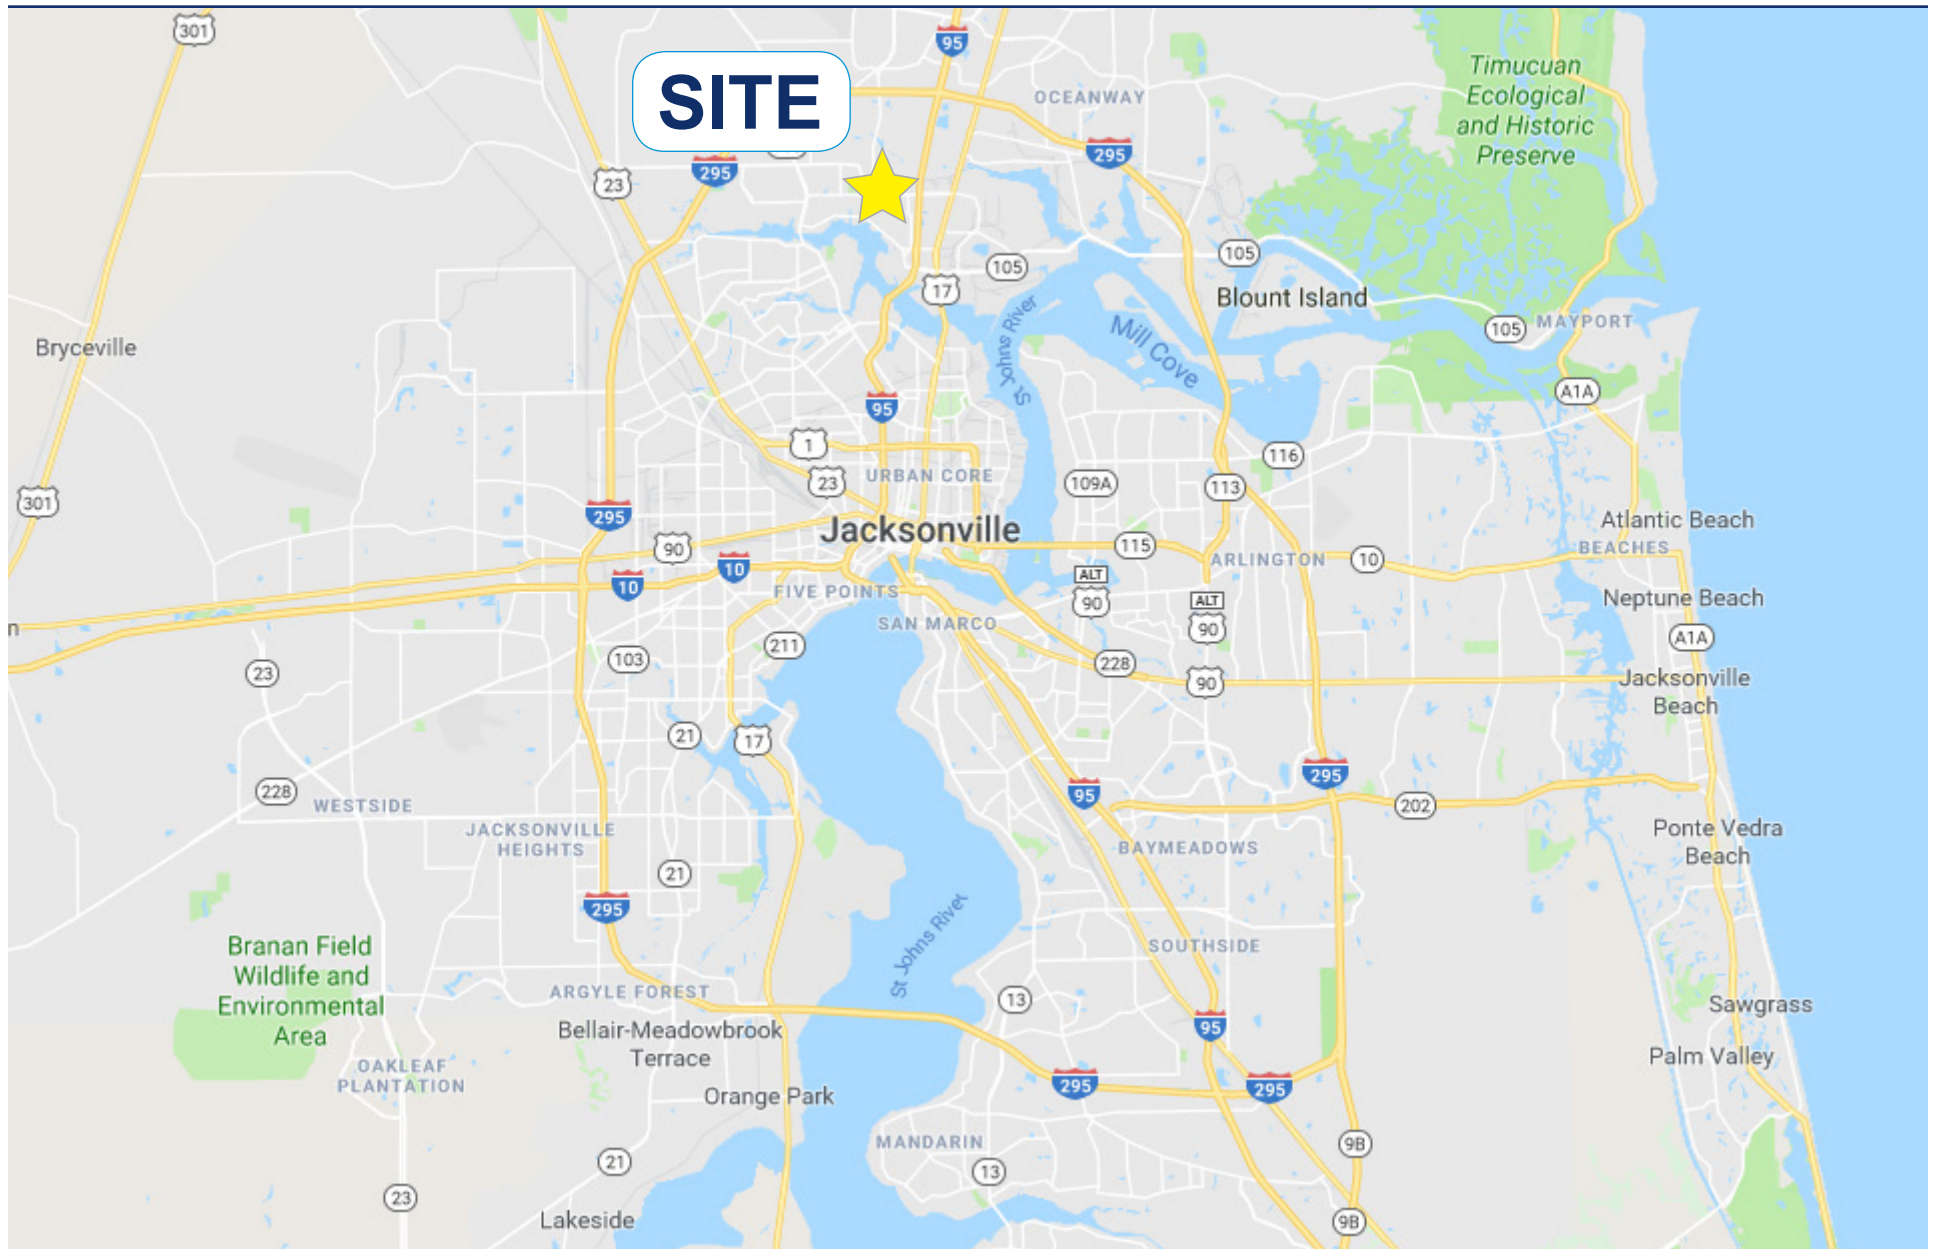 301
95
SITE
OCEANWAY
Timucuan
Ecological
and Historic
Preserve
295
295
23
105
105
17
Blount Island
St Johns River
Mill Cove
105
MAYPORT
Bryceville
A1A
95
1
URBAN CORE
23
109A
116
113
301
295
Jacksonville
Atlantic Beach
BEACHES
90
115
ARLINGTON
10
10
10
ALT
90
FIVE POINTS
ALT
90
Neptune Beach
SAN MARCO
n
A1A
211
103
228
23
90
Jacksonville
Beach
21
17
295
95
228
WESTSIDE
202
JACKSONVILLE
HEIGHTS
Ponte Vedra
Beach
BAYMEADOWS
21
295
St Johns River
SOUTHSIDE
Branan Field
Wildlife and
Environmental
Area
ARGYLE FOREST
13
Sawgrass
Bellair-Meadowbrook
Terrace
95
Palm Valley
OAKLEAF
PLANTATION
295
295
Orange Park
MANDARIN
9B
21
13
23
Lakeside
9B